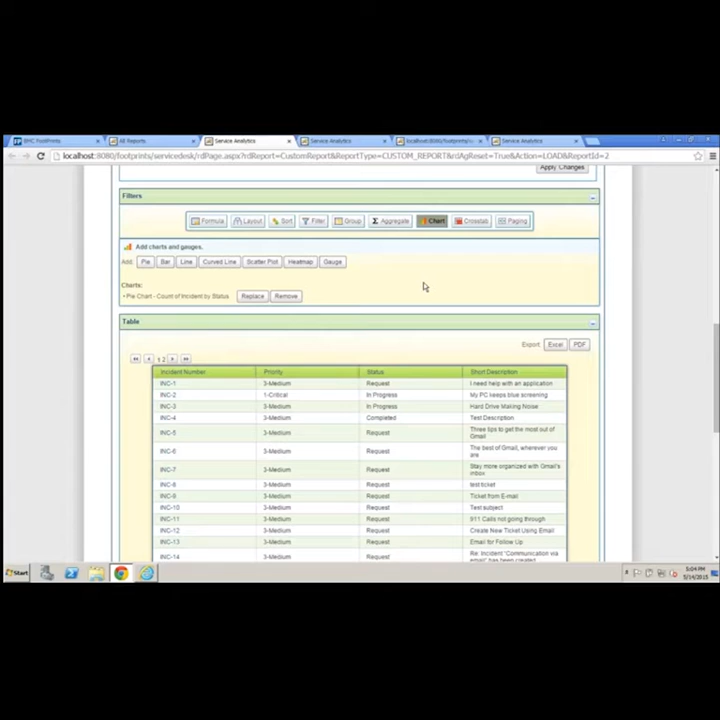 BMC FootPrints All Reports Service Analytics Service Analytics localhost:8080/footprints/s Service Analytics
localhost:8080/footprints/servicedesk/rdPage.aspx?rdReport=CustomReport&ReportType=CUSTOM_REPORT&rdAgReset=True&Action=LOAD&ReportId=2
Apply Changes
Filters
Formula Layout Sort Filter Group Aggregate Chart Crosstab Paging
Add charts and gauges.
Add: Pie Bar Line Curved Line Scatter Plot Heatmap Gauge
Charts:
• Pie Chart - Count of Incident by Status Replace Remove
Table
Export: Excel PDF
1 2
Incident Number Priority Status Short Description
INC-1 3-Medium Request I need help with an application
INC-2 1-Critical In Progress My PC keeps blue screening
INC-3 3-Medium In Progress Hard Drive Making Noise
INC-4 3-Medium Completed Test Description
INC-5 3-Medium Request Three tips to get the most out of
Gmail
INC-6 3-Medium Request The best of Gmail, wherever you
are
INC-7 3-Medium Request Stay more organized with Gmail's
inbox
INC-8 3-Medium Request test ticket
INC-9 3-Medium Request Ticket from E-mail
INC-10 3-Medium Request Test subject
INC-11 3-Medium Request 911 Calls not going through
INC-12 3-Medium Request Create New Ticket Using Email
INC-13 3-Medium Request Email for Follow Up
INC-14 3-Medium Request Re: Incident "Communication via
email" has been created
Start
5:04 PM
5/14/2015